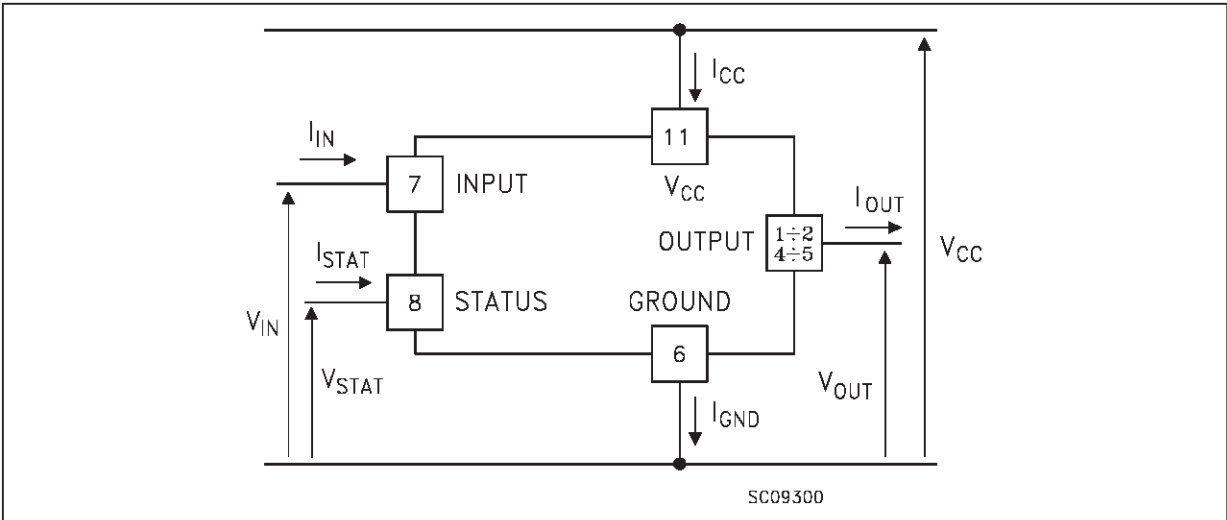 I_CC
I_IN
11
7
INPUT
V_CC
I_OUT
OUTPUT
1÷2
4÷5
V_CC
I_STAT
8
STATUS
GROUND
V_IN
6
V_STAT
V_OUT
I_GND
SC09300